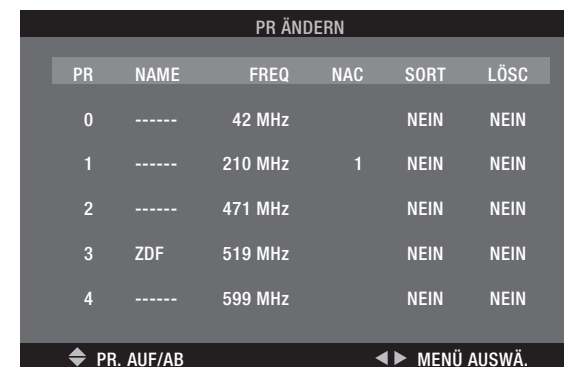 PR ÄNDERN
PR NAME FREQ NAC SORT LÖSC
0 ------ 42 MHz NEIN NEIN
1 ------ 210 MHz 1 NEIN NEIN
2 ------ 471 MHz NEIN NEIN
3 ZDF 519 MHz NEIN NEIN
4 ------ 599 MHz NEIN NEIN
PR. AUF/AB MENÜ AUSWÄ.